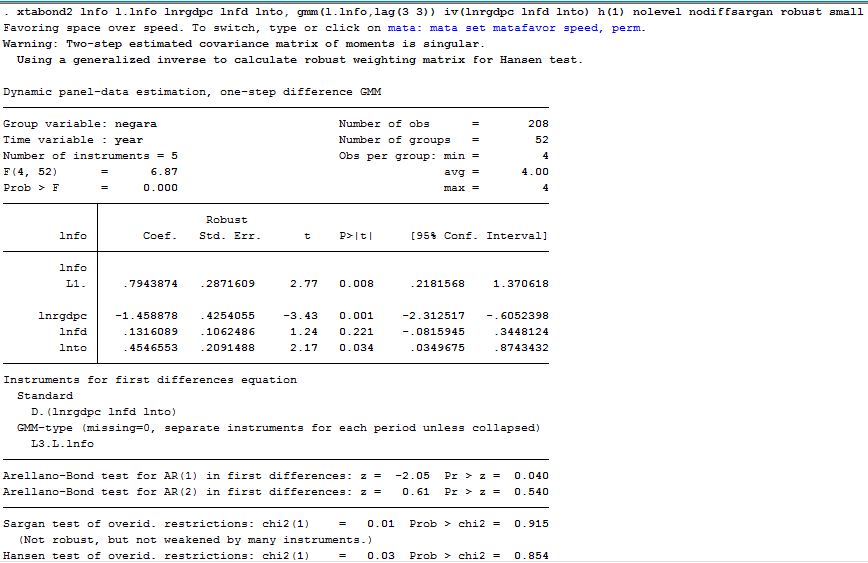 . xtabond2 lnfo l.lnfo lnrgdpc lnfd lnto, gmm(l.lnfo,lag(3 3)) iv(lnrgdpc lnfd lnto) h(1) nolevel nodiffsargan robust small
Favoring space over speed. To switch, type or click on mata: mata set matafavor speed, perm.
Warning: Two-step estimated covariance matrix of moments is singular.
Using a generalized inverse to calculate robust weighting matrix for Hansen test.
Dynamic panel-data estimation, one-step difference GMM
Group variable: negara Number of obs = 208
Time variable : year Number of groups = 52
Number of instruments = 5 Obs per group: min = 4
F(4, 52) = 6.87 avg = 4.00
Prob > F = 0.000 max = 4
Robust
lnfo Coef. Std. Err. t P>|t| [95% Conf. Interval]
lnfo
L1. .7943874 .2871609 2.77 0.008 .2181568 1.370618
lnrgdpc -1.458878 .4254055 -3.43 0.001 -2.312517 -.6052398
lnfd .1316089 .1062486 1.24 0.221 -.0815945 .3448124
lnto .4546553 .2091488 2.17 0.034 .0349675 .8743432
Instruments for first differences equation
Standard
D.(lnrgdpc lnfd lnto)
GMM-type (missing=0, separate instruments for each period unless collapsed)
L3.L.lnfo
Arellano-Bond test for AR(1) in first differences: z = -2.05 Pr > z = 0.040
Arellano-Bond test for AR(2) in first differences: z = 0.61 Pr > z = 0.540
Sargan test of overid. restrictions: chi2(1) = 0.01 Prob > chi2 = 0.915
(Not robust, but not weakened by many instruments.)
Hansen test of overid. restrictions: chi2(1) = 0.03 Prob > chi2 = 0.854